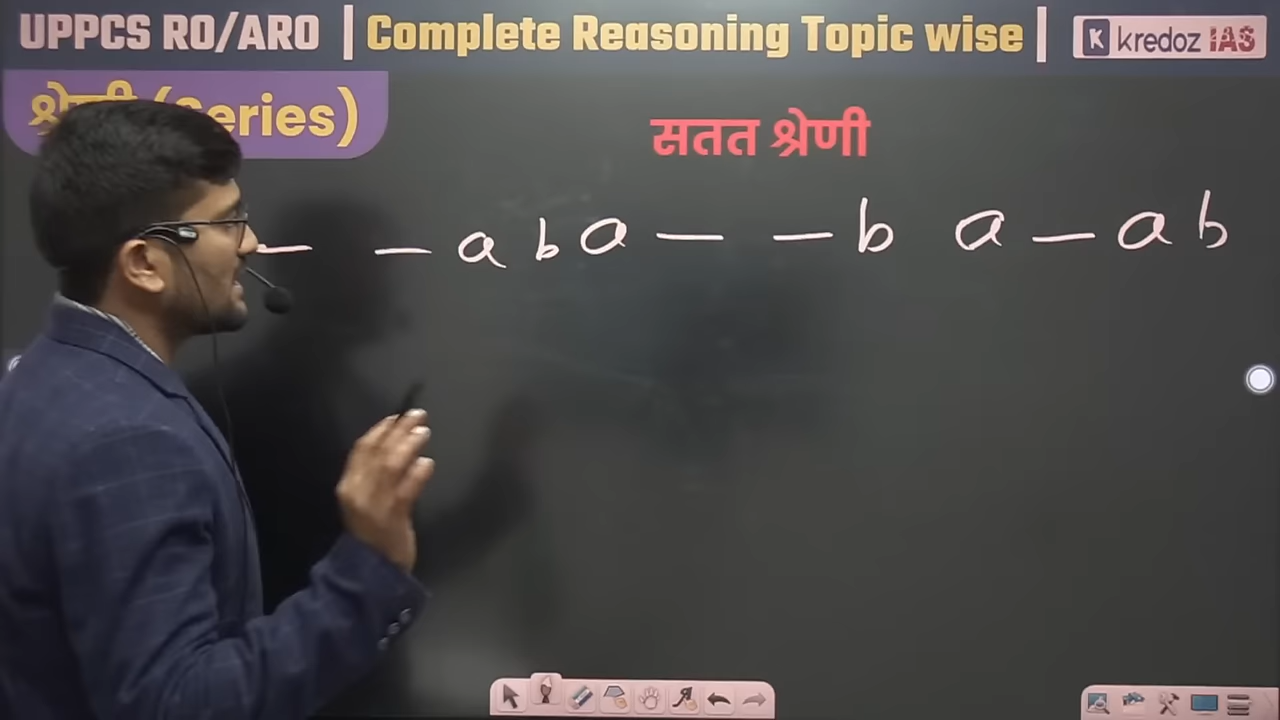 UPPCS RO/ARO | Complete Reasoning Topic wise | K kredoz IAS
श्रेणी (Series)
सतत श्रेणी
_ _ a b a _ _ b a _ a b